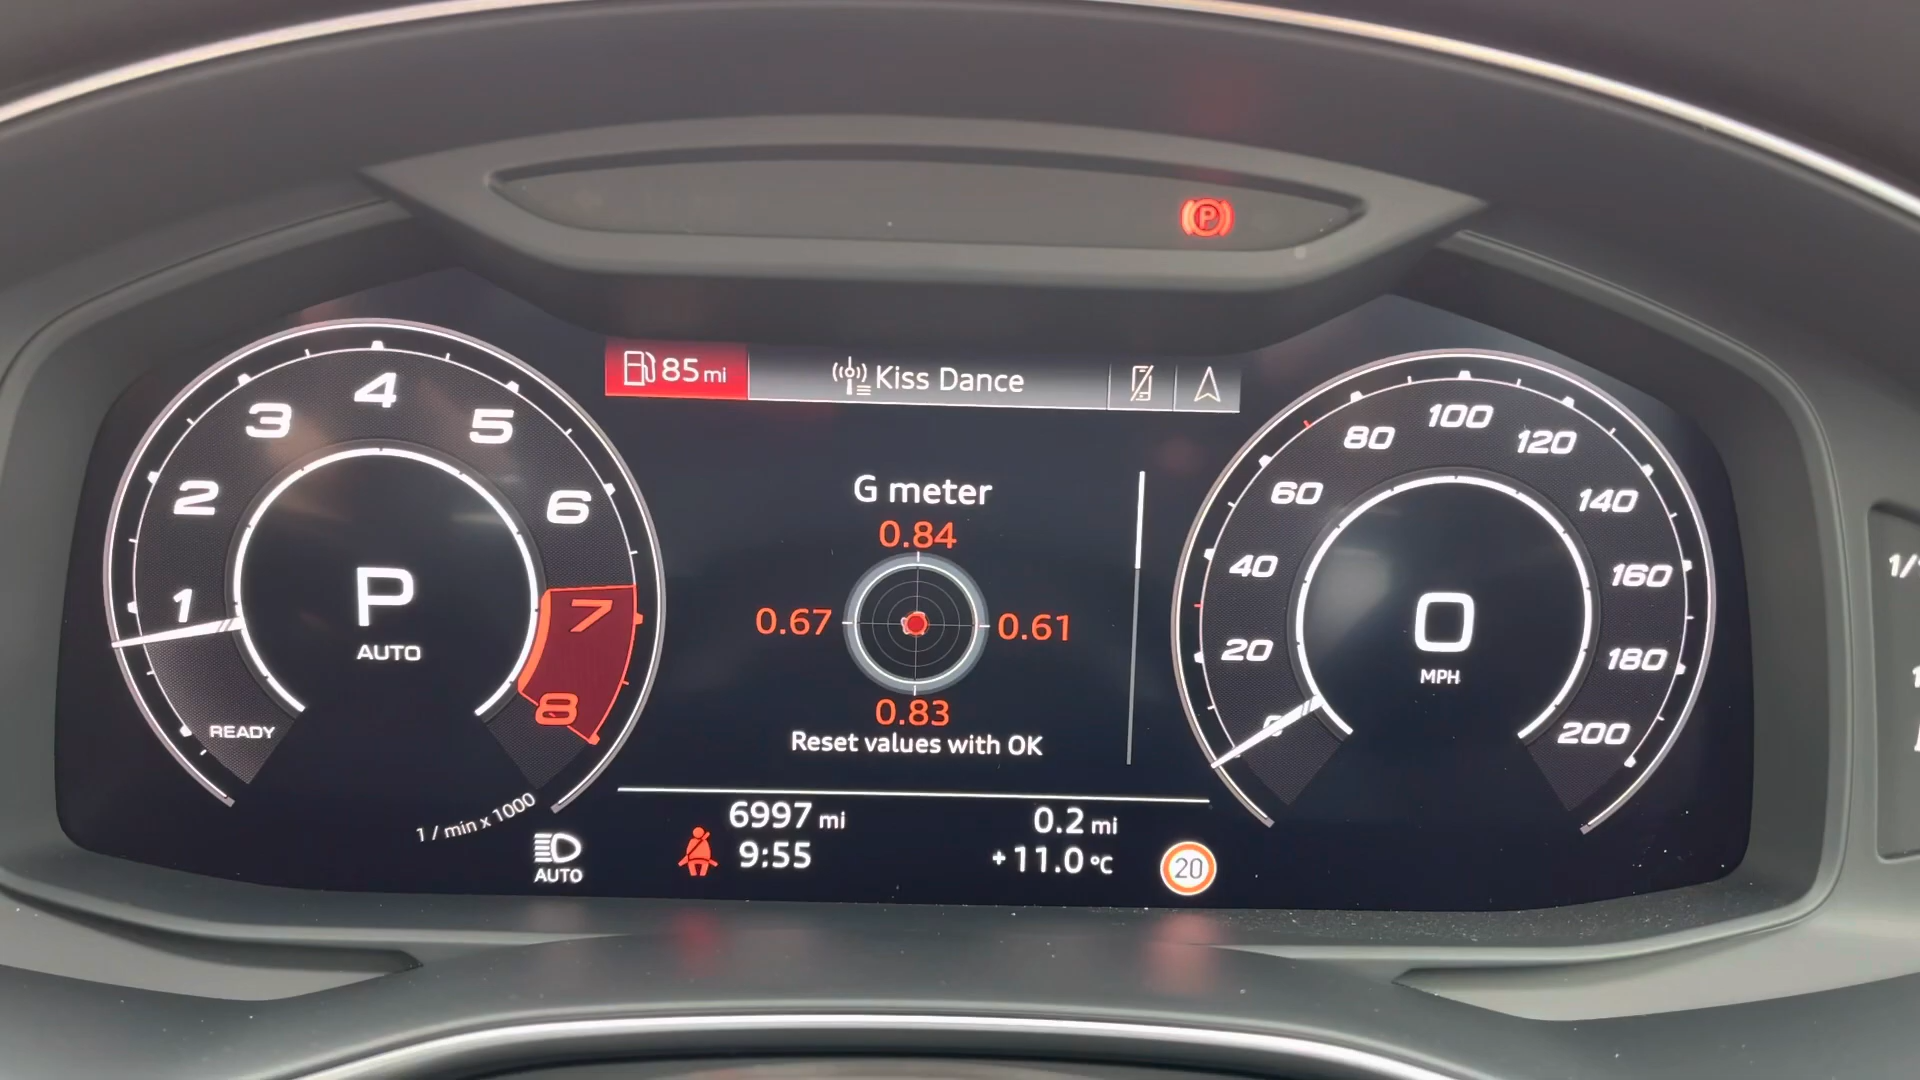 P
85 mi
Kiss Dance
G meter
0.84
0.67
0.61
0.83
Reset values with OK
1
2
3
4
5
6
7
8
P
AUTO
READY
1 / min x 1000
0
20
40
60
80
100
120
140
160
180
200
0
MPH
AUTO
6997 mi
0.2 mi
9:55
+11.0 °C
20